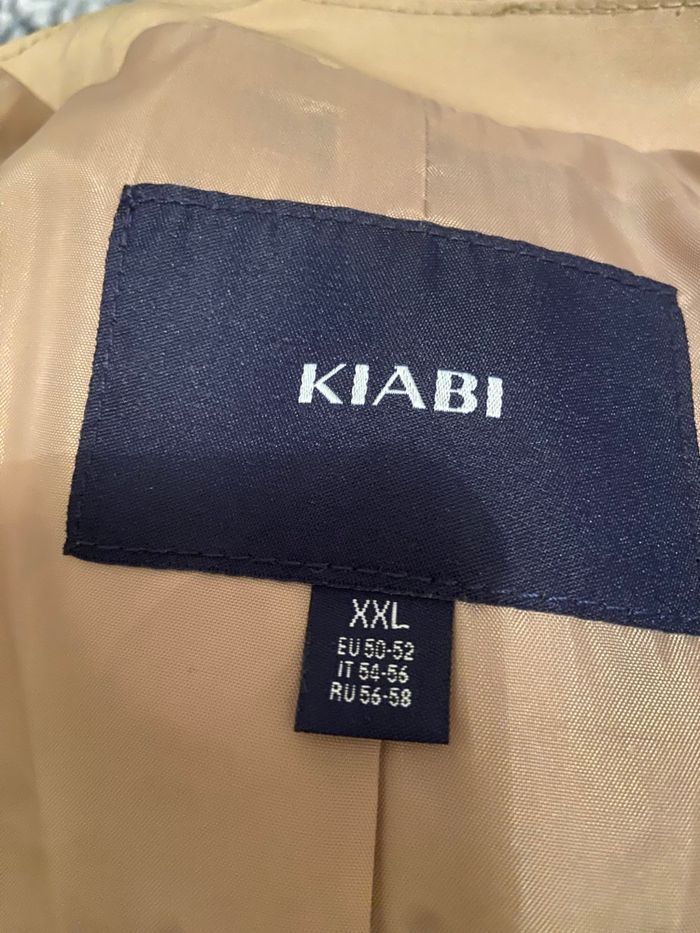 KIABI
XXL
EU 50-52
IT 54-56
RU 56-58